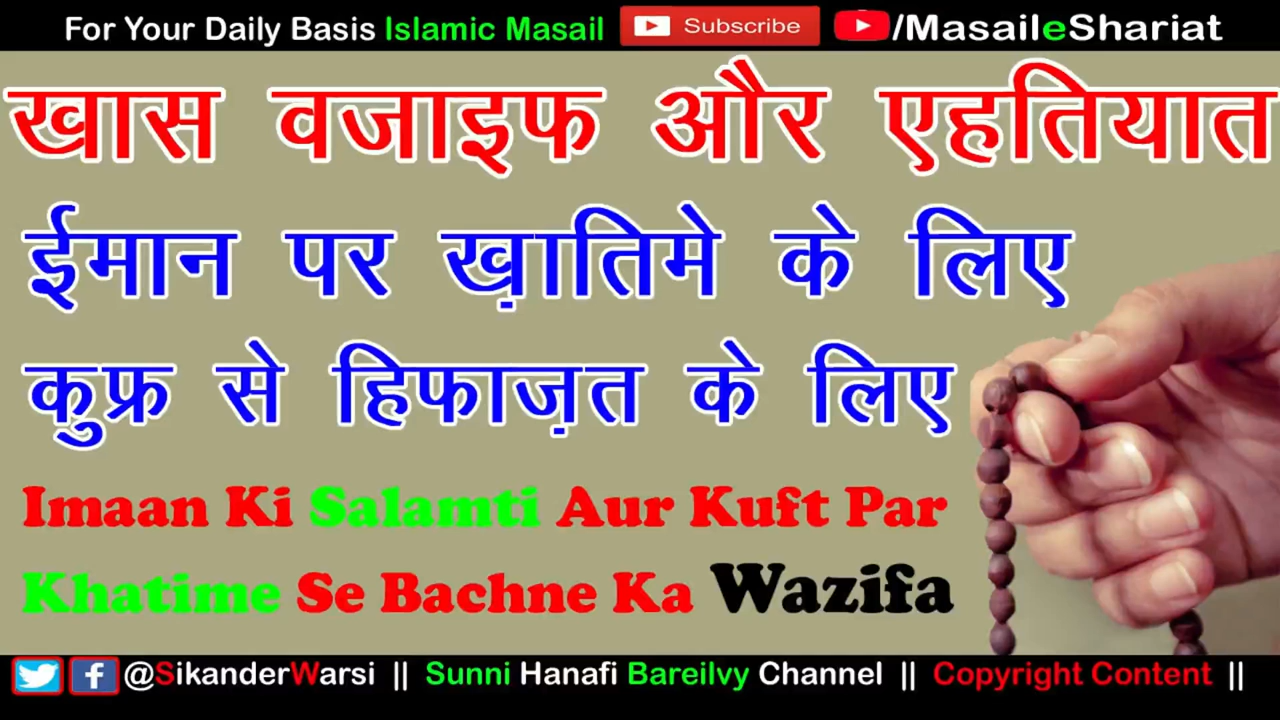 For Your Daily Basis Islamic Masail Subscribe /MasaileShariat
खास वजाइफ और एहतियात
ईमान पर ख़ातिमे के लिए
कुफ्र से हिफाज़त के लिए
Imaan Ki Salamti Aur Kuft Par
Khatime Se Bachne Ka Wazifa
@SikanderWarsi || Sunni Hanafi Bareilvy Channel || Copyright Content ||